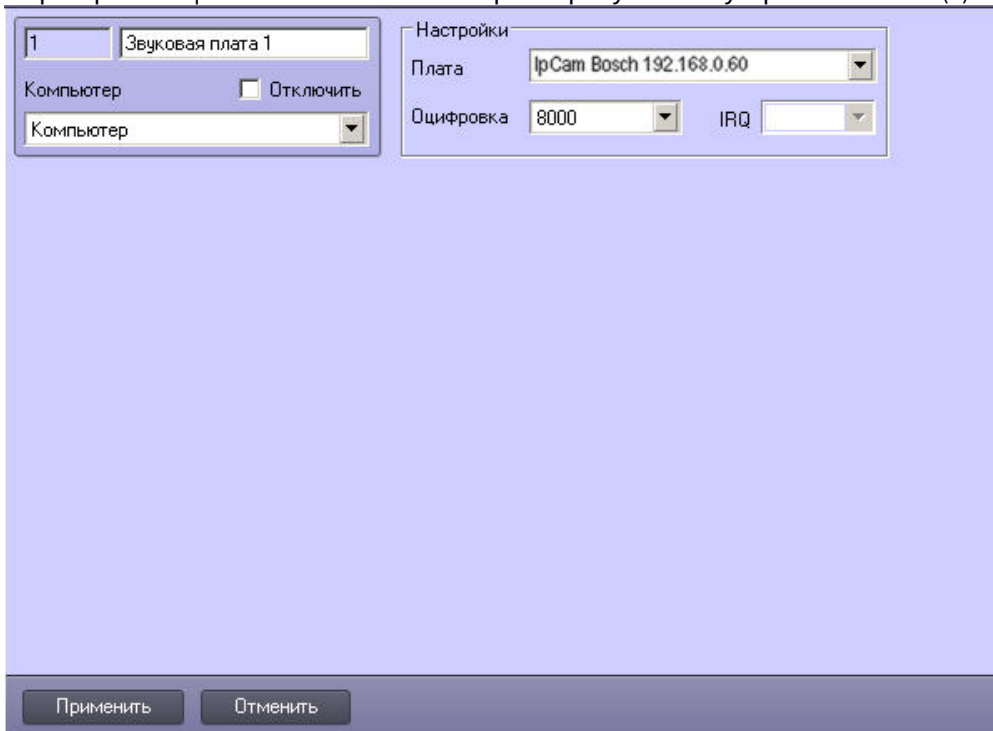 1 Звуковая плата 1
Компьютер Отключить
Компьютер
Настройки
Плата IpCam Bosch 192.168.0.60
Оцифровка 8000 IRQ
Применить Отменить